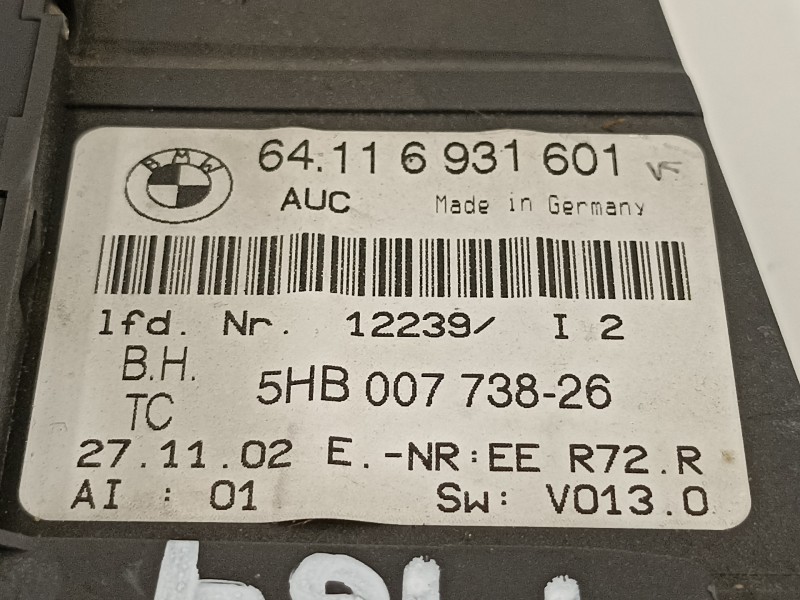 BMW
64.11 6 931 601
AUC Made in Germany
lfd. Nr. 12239/ I 2
B.H.
TC
5HB 007 738-26
27.11.02 E.-NR:EE R72.R
AI : 01 Sw: V013.0